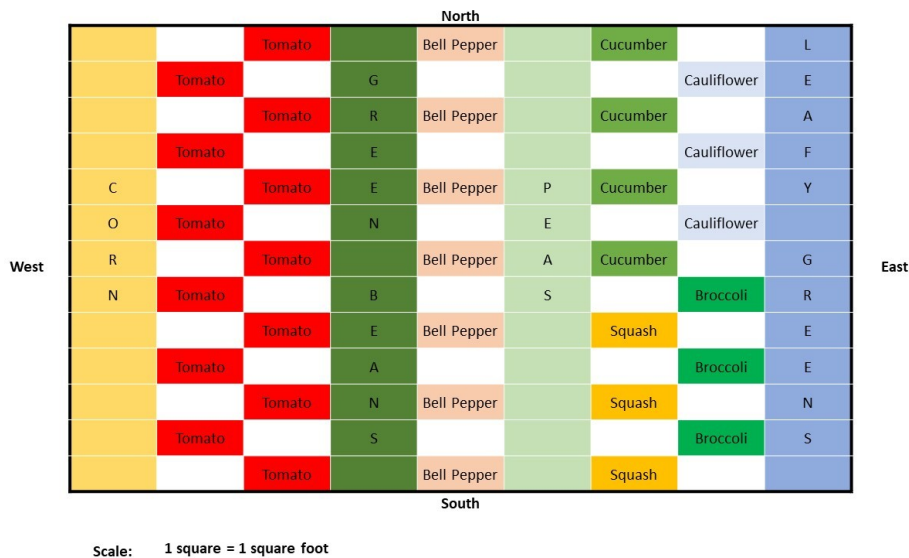 North
Tomato Bell Pepper Cucumber L
Tomato G Cauliflower E
Tomato R Bell Pepper Cucumber A
Tomato E Cauliflower F
C Tomato E Bell Pepper P Cucumber Y
O Tomato N E Cauliflower
R Tomato Bell Pepper A Cucumber G
West East
N Tomato B S Broccoli R
Tomato E Bell Pepper Squash E
Tomato A Broccoli E
Tomato N Bell Pepper Squash N
Tomato S Broccoli S
Tomato Bell Pepper Squash
South
Scale: 1 square = 1 square foot